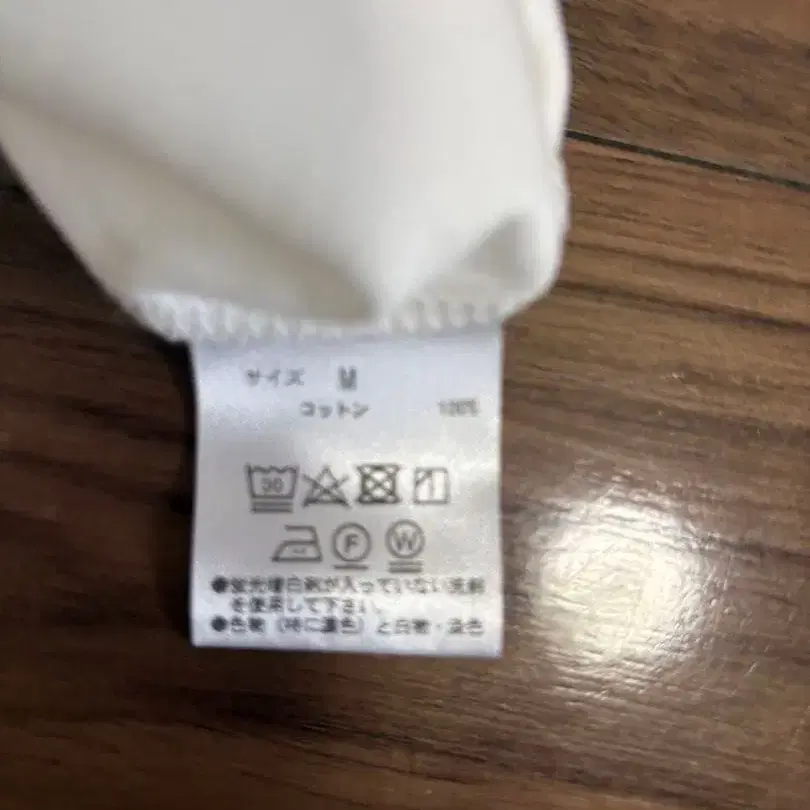 サイズ M
コットン 100%
30
F W
●蛍光増白剤が入っていない洗剤
を使用して下さい。
●色物（特に濃色）と白物・淡色